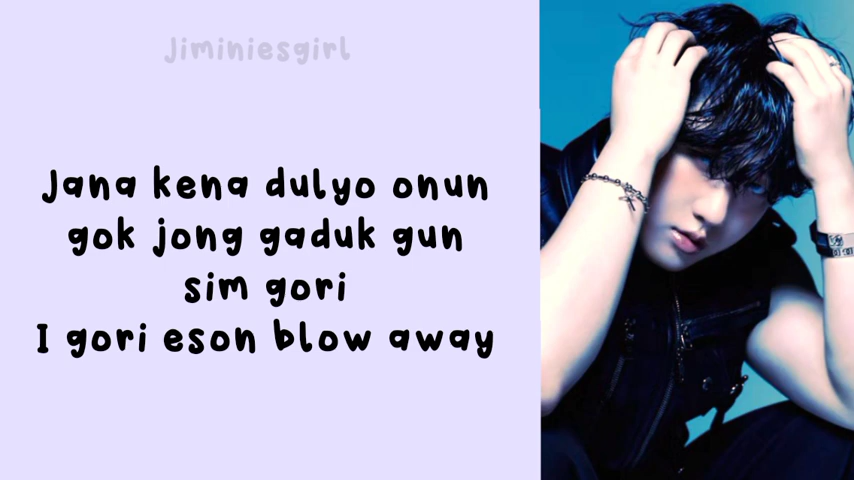 Jiminiesgirl
Jana kena dulyo onun
gok jong gaduk gun
sim gori
I gori eson blow away